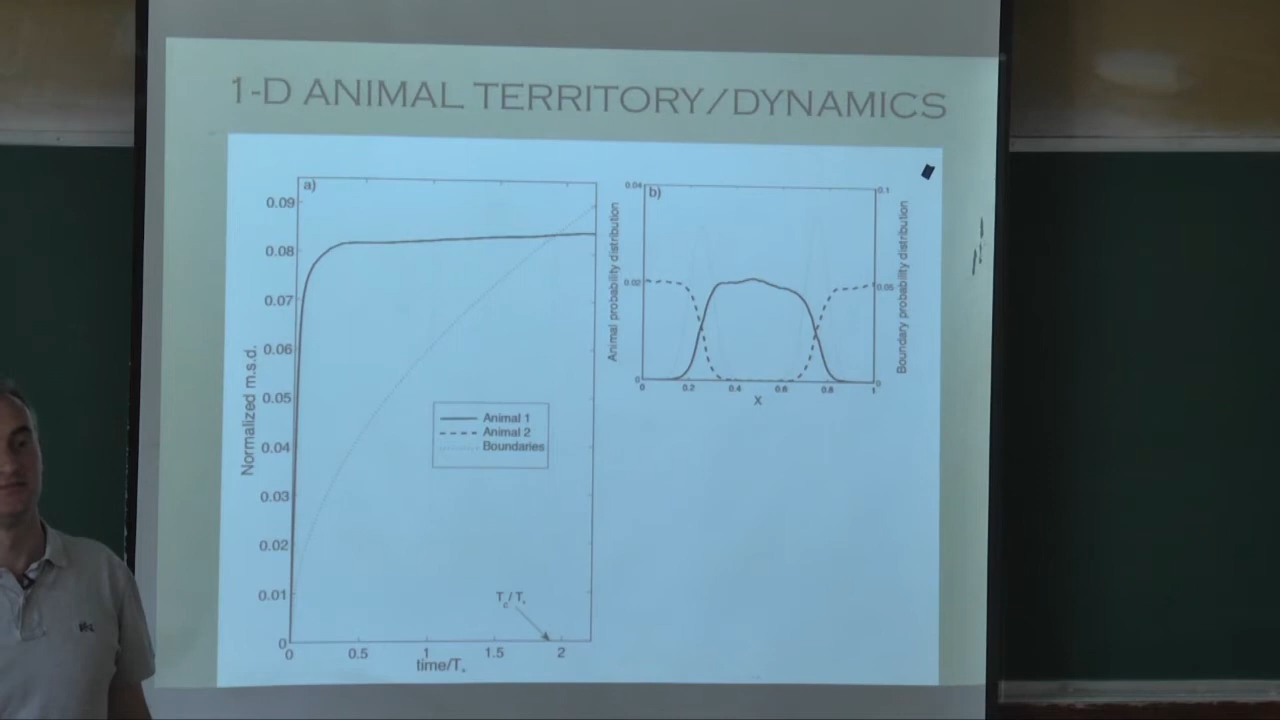 1-D ANIMAL TERRITORY/DYNAMICS
a)
0.09
0.08
0.07
0.06
0.05
0.04
0.03
0.02
0.01
0
Normalized m.s.d.
Animal 1
Animal 2
Boundaries
0
0.5
1
1.5
2
time/T*
b)
0.04
0.02
0
Animal probability distribution
0.1
0.05
0
Boundary probability distribution
0
0.2
0.4
0.6
0.8
1
X